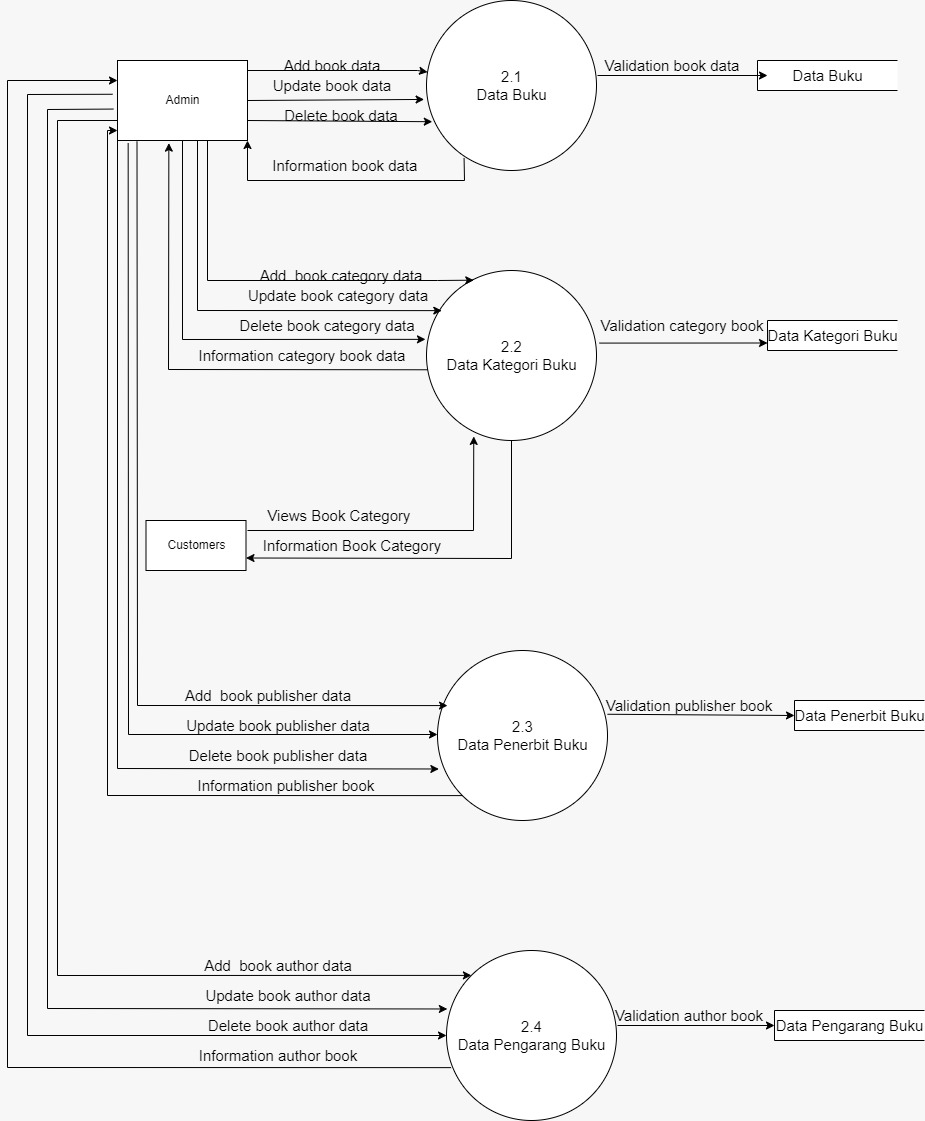 Admin
Add book data
Update book data
Delete book data
Information book data
2.1
Data Buku
Validation book data
Data Buku
Add  book category data
Update book category data
Delete book category data
Information category book data
2.2
Data Kategori Buku
Validation category book
Data Kategori Buku
Customers
Views Book Category
Information Book Category
Add  book publisher data
Update book publisher data
Delete book publisher data
Information publisher book
2.3
Data Penerbit Buku
Validation publisher book
Data Penerbit Buku
Add  book author data
Update book author data
Delete book author data
Information author book
2.4
Data Pengarang Buku
Validation author book
Data Pengarang Buku